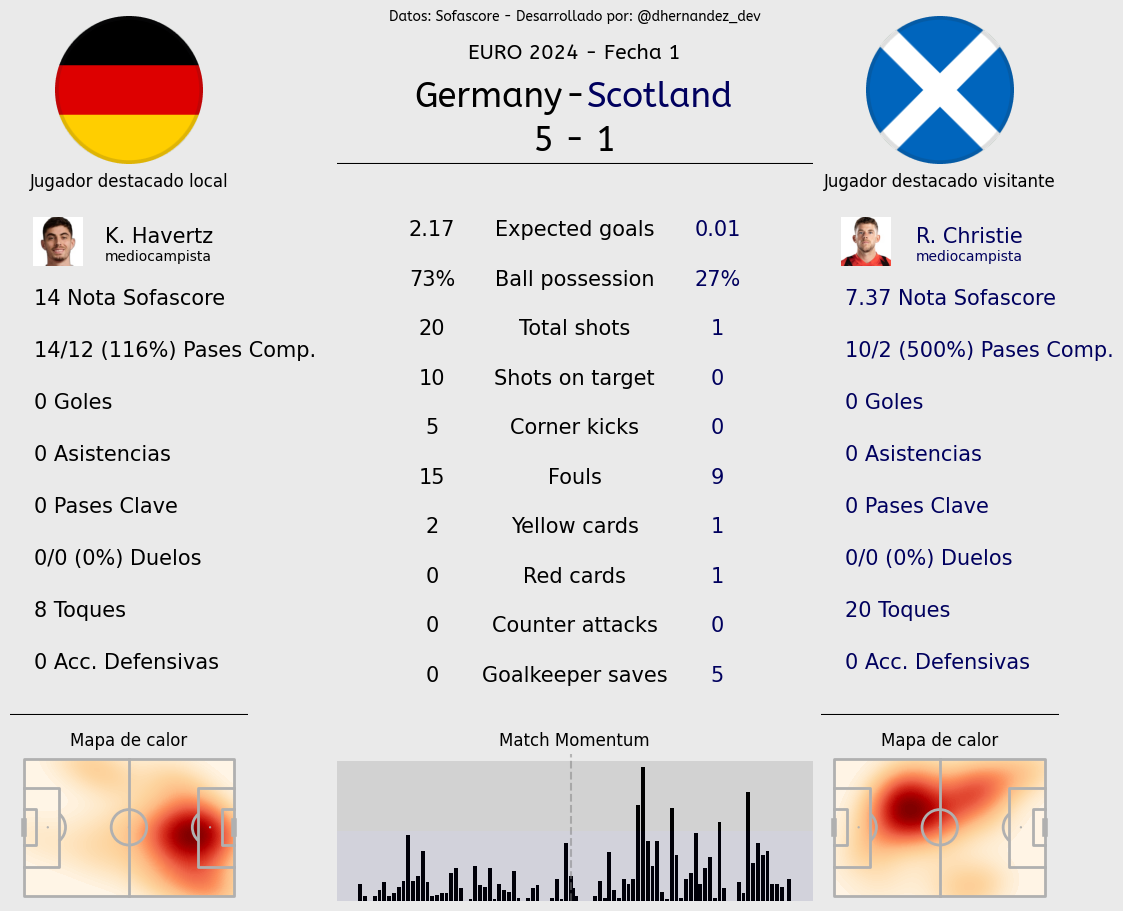 Datos: Sofascore - Desarrollado por: @dhernandez_dev
EURO 2024 - Fecha 1
Germany-Scotland
5 - 1
Jugador destacado local
K. Havertz
mediocampista
14 Nota Sofascore
14/12 (116%) Pases Comp.
0 Goles
0 Asistencias
0 Pases Clave
0/0 (0%) Duelos
8 Toques
0 Acc. Defensivas
Mapa de calor
2.17 Expected goals 0.01
73% Ball possession 27%
20 Total shots 1
10 Shots on target 0
5 Corner kicks 0
15 Fouls 9
2 Yellow cards 1
0 Red cards 1
0 Counter attacks 0
0 Goalkeeper saves 5
Match Momentum
Jugador destacado visitante
R. Christie
mediocampista
7.37 Nota Sofascore
10/2 (500%) Pases Comp.
0 Goles
0 Asistencias
0 Pases Clave
0/0 (0%) Duelos
20 Toques
0 Acc. Defensivas
Mapa de calor